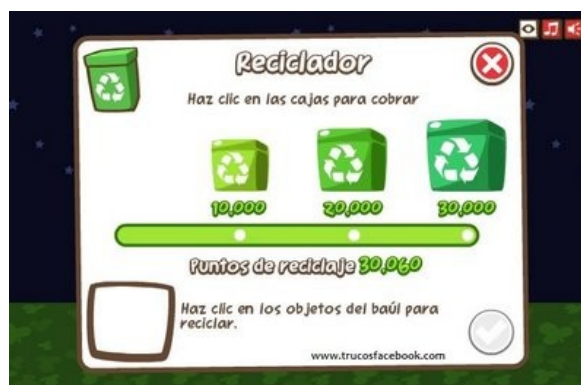 Reciclador
Haz clic en las cajas para cobrar
10,000 20,000 30,000
Puntos de reciclaje 30,060
Haz clic en los objetos del baúl para
reciclar.
www.trucosfacebook.com